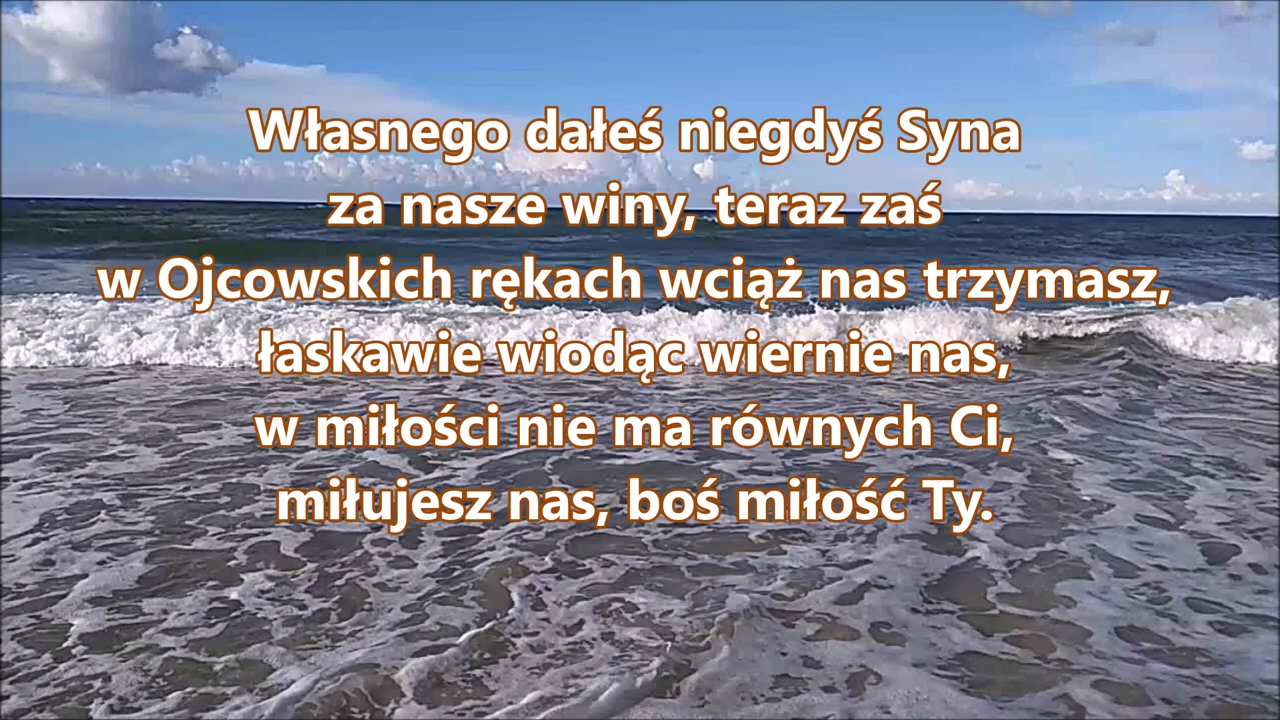 Własnego dałeś niegdyś Syna
za nasze winy, teraz zaś
w Ojcowskich rękach wciąż nas trzymasz,
łaskawie wiodąc wiernie nas,
w miłości nie ma równych Ci,
miłujesz nas, boś miłość Ty.